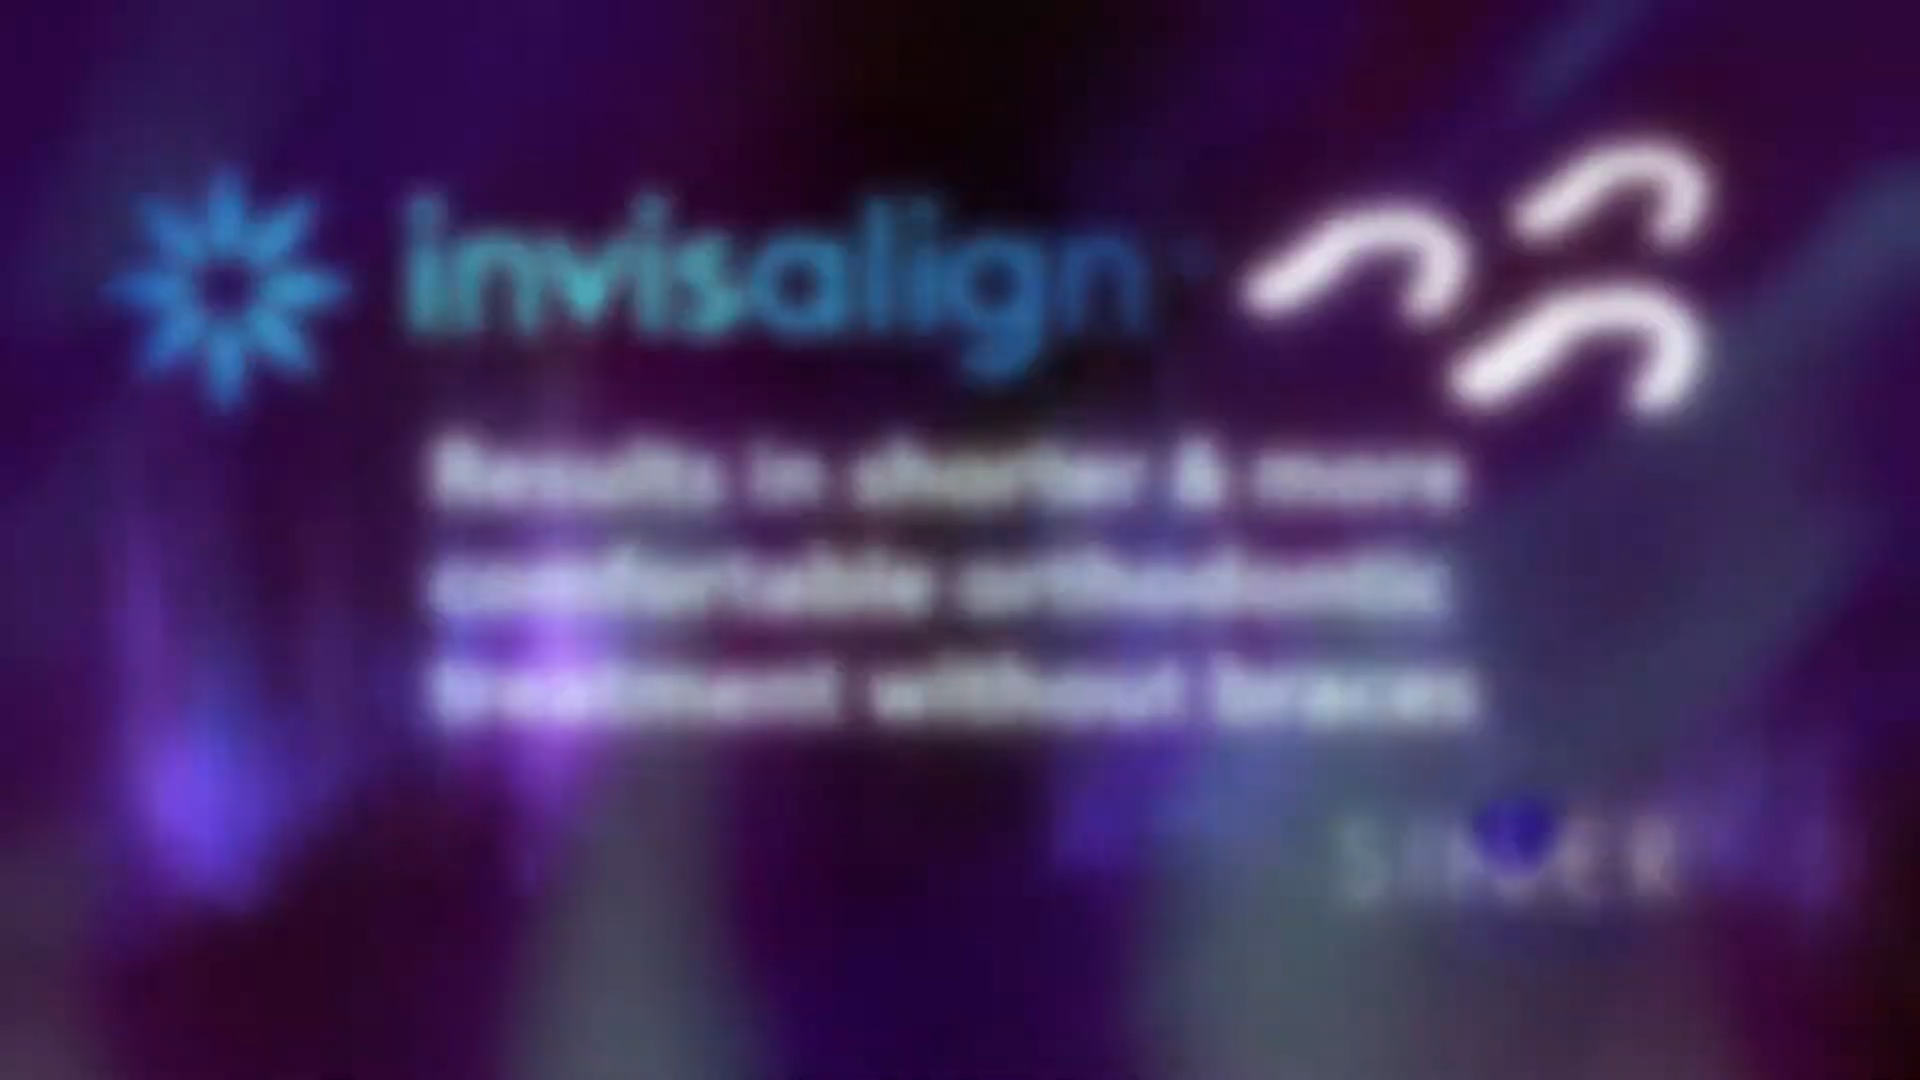 invisalign
Results in shorter & more
comfortable orthodontic
treatment without braces